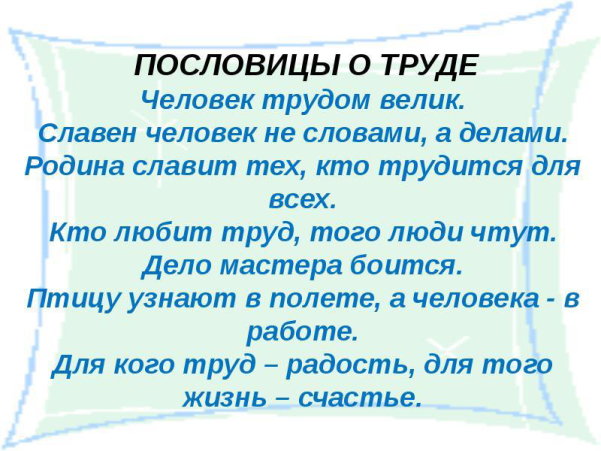 ПОСЛОВИЦЫ О ТРУДЕ
Человек трудом велик.
Славен человек не словами, а делами.
Родина славит тех, кто трудится для
всех.
Кто любит труд, того люди чтут.
Дело мастера боится.
Птицу узнают в полете, а человека - в
работе.
Для кого труд – радость, для того
жизнь – счастье.